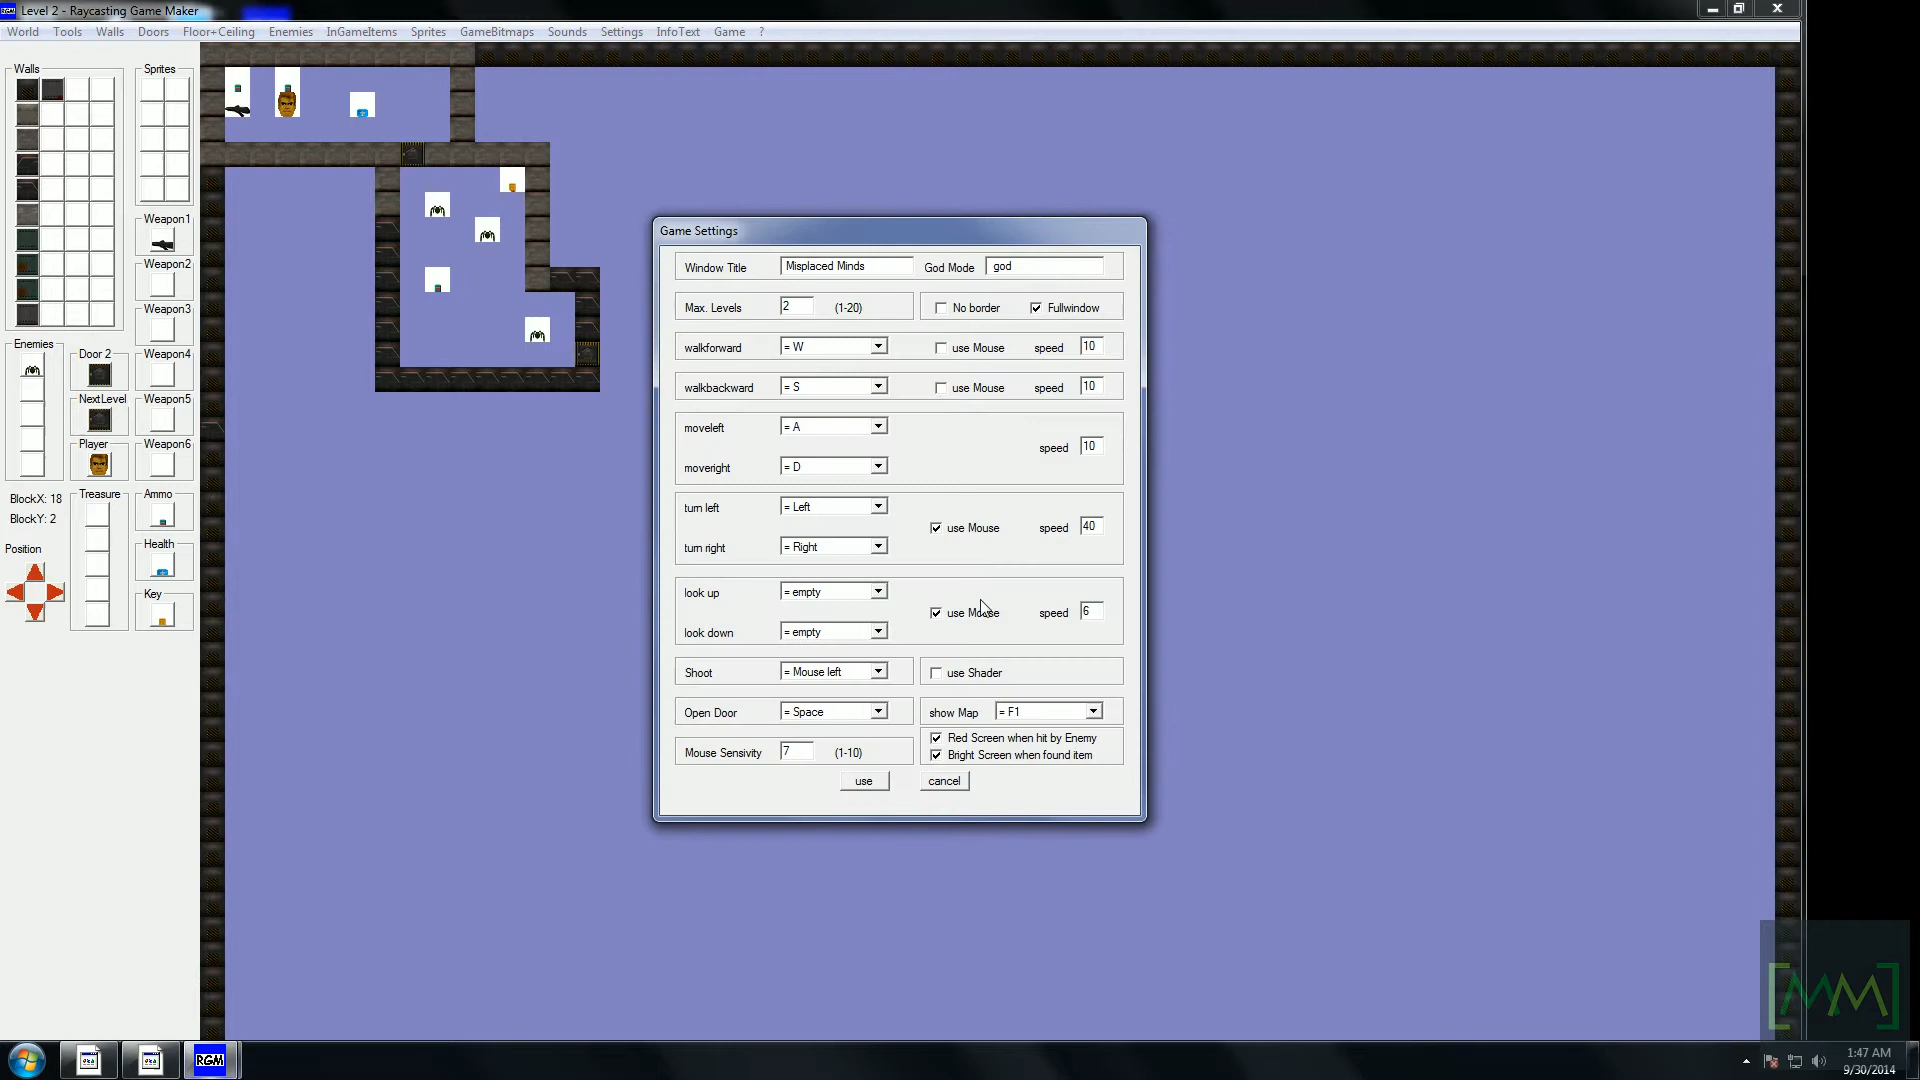 Level 2 - Raycasting Game Maker
World Tools Walls Doors Floor+Ceiling Enemies InGameItems Sprites GameBitmaps Sounds Settings InfoText Game ?
Walls
Sprites
Weapon1
Weapon2
Weapon3
Enemies
Door 2
Weapon4
NextLevel
Weapon5
Player
Weapon6
BlockX: 18
BlockY: 2
Treasure
Ammo
Position
Health
Key
Game Settings
Window Title Misplaced Minds God Mode god
Max. Levels 2 (1-20) No border Fullwindow
walkforward = W use Mouse speed 10
walkbackward = S use Mouse speed 10
moveleft = A
speed 10
moveright = D
turn left = Left
use Mouse speed 40
turn right = Right
look up = empty
use Mouse speed 6
look down = empty
Shoot = Mouse left use Shader
Open Door = Space show Map = F1
Red Screen when hit by Enemy
Mouse Sensivity 7 (1-10)
Bright Screen when found item
use cancel
[MM]
RGM
1:47 AM
9/30/2014